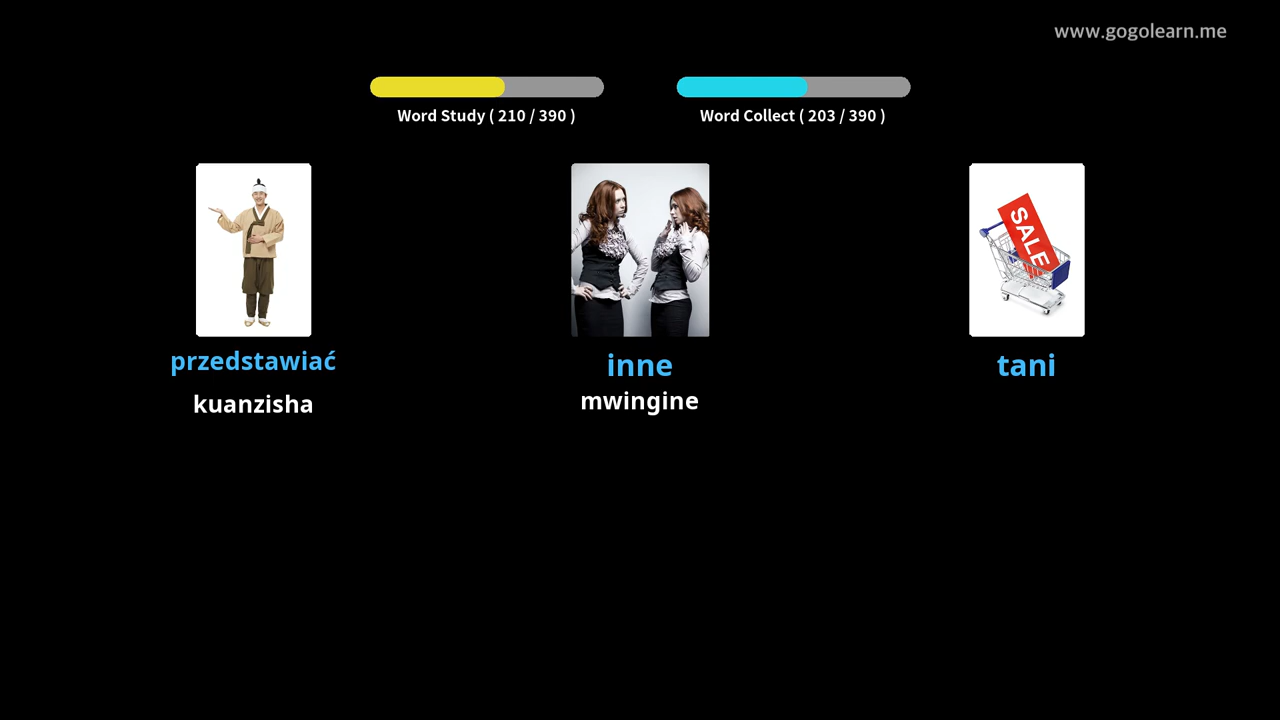 www.gogolearn.me
Word Study ( 210 / 390 )
Word Collect ( 203 / 390 )
SALE
przedstawiać
inne
tani
kuanzisha
mwingine